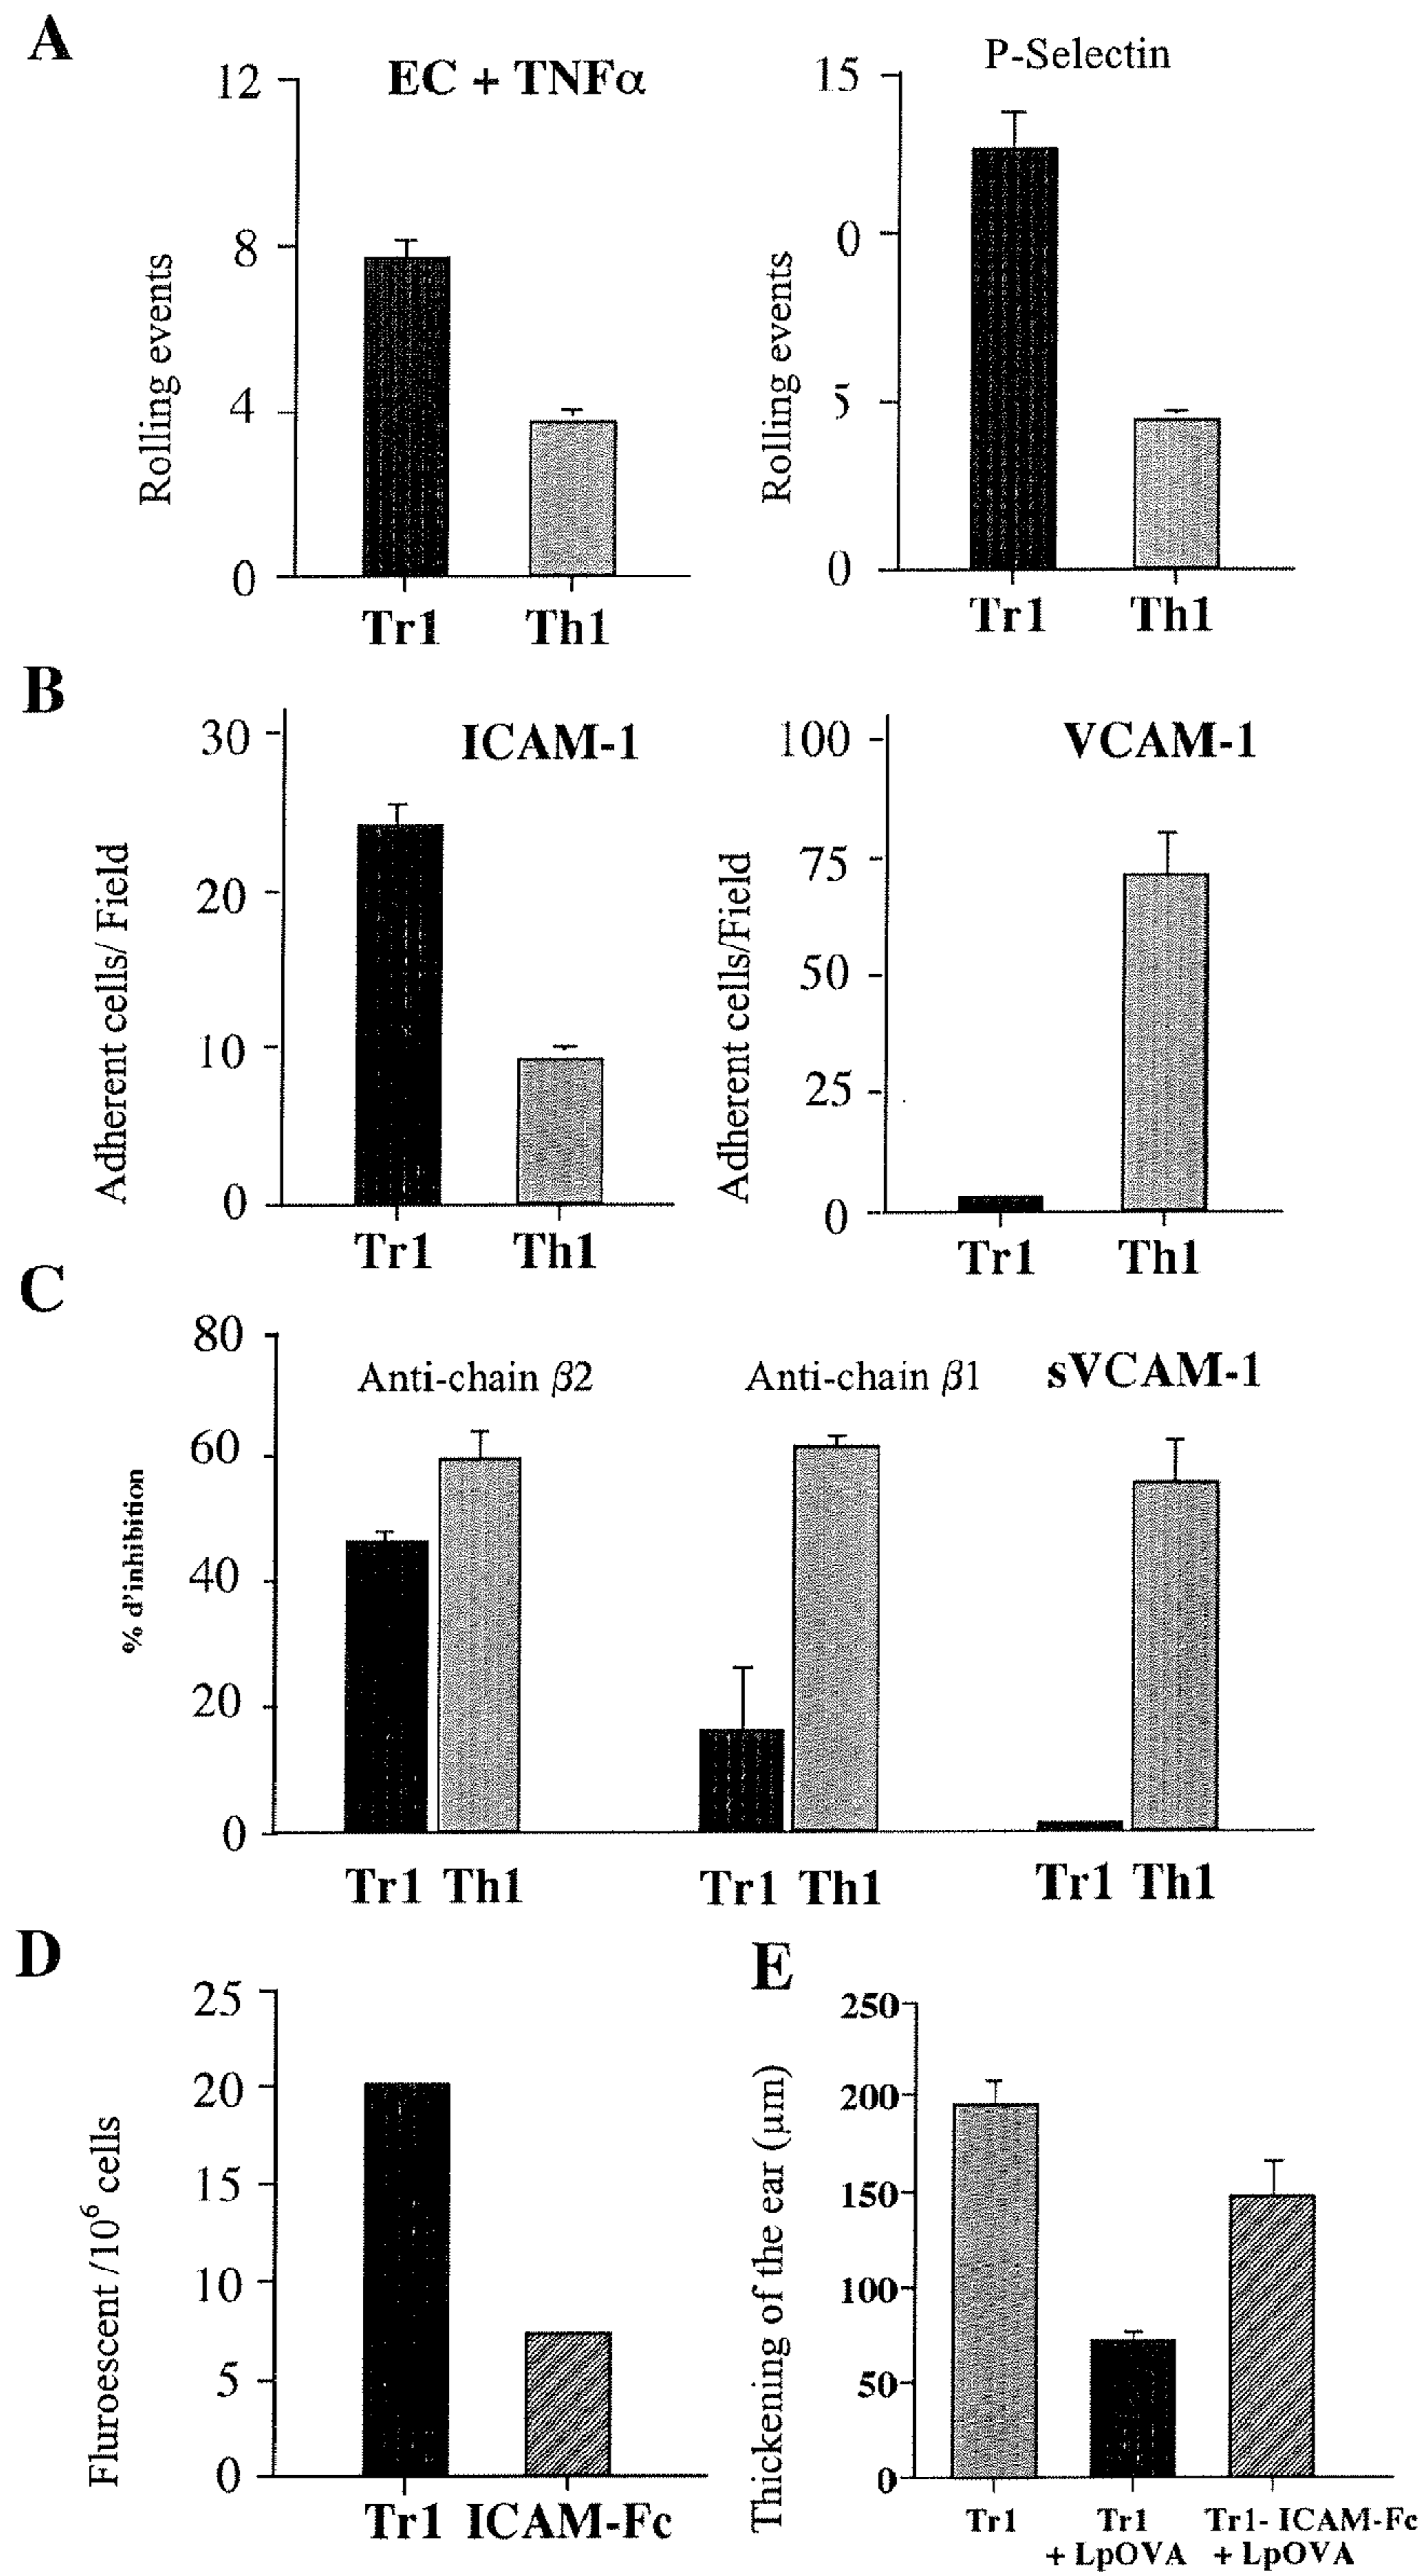 A
EC + TNFα
12
8
4
0
Rolling events
Tr1 Th1
P-Selectin
15
0
5
0
Rolling events
Tr1 Th1
B
ICAM-1
30
20
10
0
Adherent cells/ Field
Tr1 Th1
VCAM-1
100
75
50
25
0
Adherent cells/Field
Tr1 Th1
C
80
60
40
20
0
% d'inhibition
Anti-chain β2
Anti-chain β1
sVCAM-1
Tr1 Th1
Tr1 Th1
Tr1 Th1
D
25
20
15
10
5
0
Fluroescent /10⁶ cells
Tr1 ICAM-Fc
E
250
200
150
100
50
0
Thickening of the ear (μm)
Tr1
Tr1
+ LpOVA
Tr1- ICAM-Fc
+ LpOVA